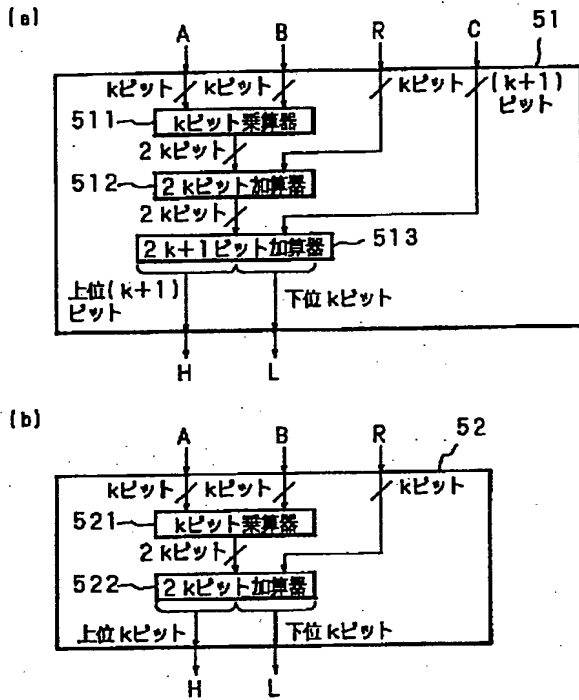 (a)
51
A B R C
kビット kビット kビット (k+1)ビット
511 kビット乗算器
2kビット
512 2kビット加算器
2kビット
2k+1ビット加算器 513
上位(k+1)ビット 下位kビット
H L
(b)
52
A B R
kビット kビット kビット
521 kビット乗算器
2kビット
522 2kビット加算器
上位kビット 下位kビット
H L